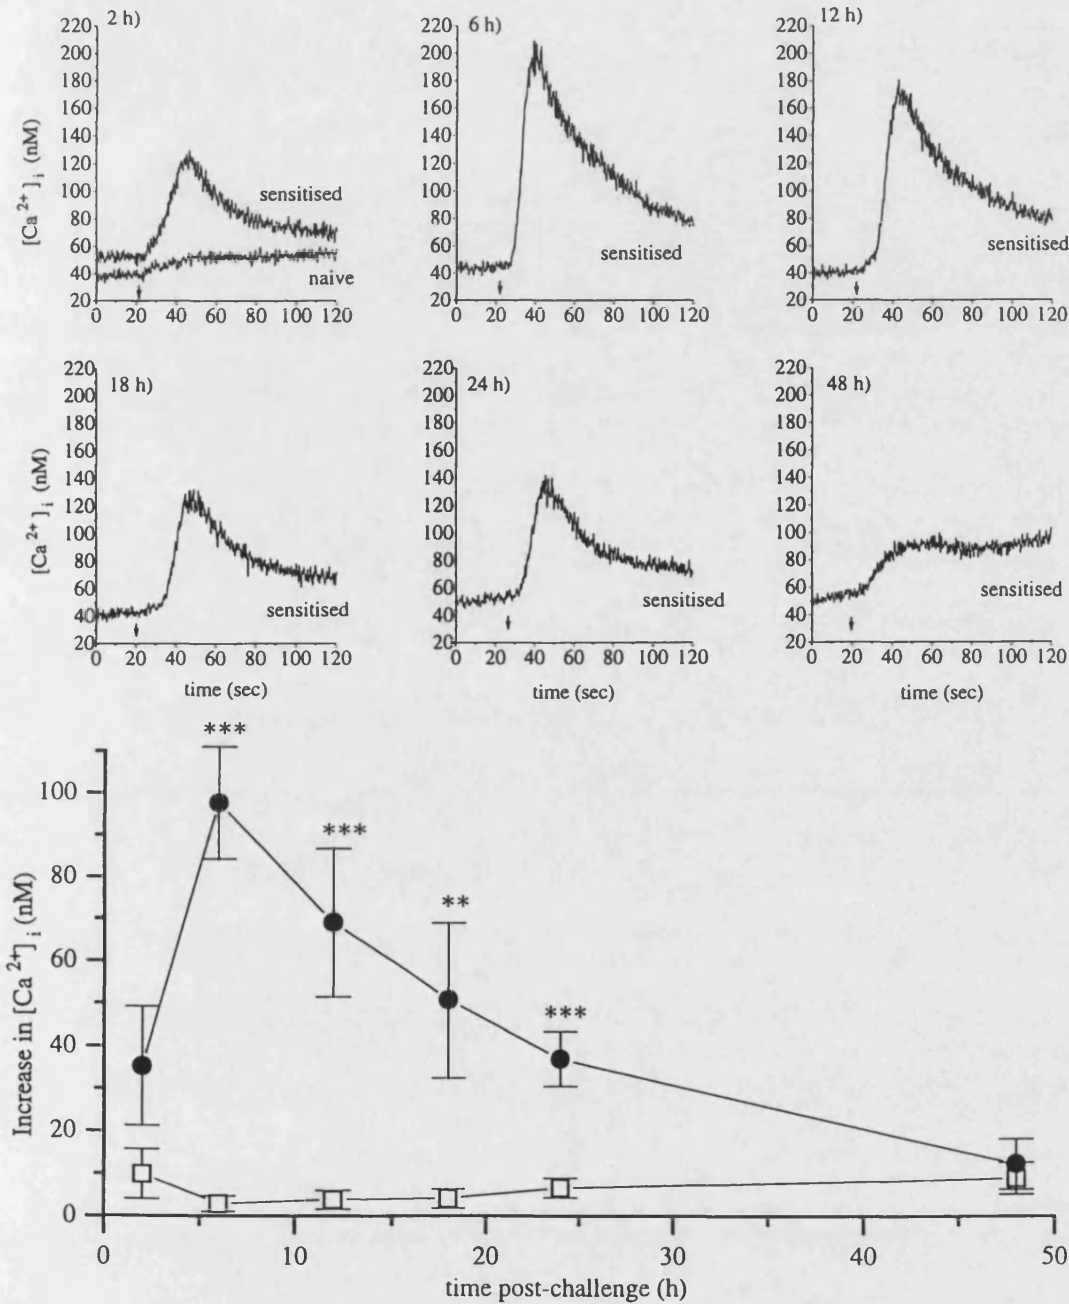 2 h)
220
200
180
160
140
120
100
80
60
40
20
[Ca 2+] i (nM)
sensitised
naive
0 20 40 60 80 100 120
6 h)
220
200
180
160
140
120
100
80
60
40
20
sensitised
0 20 40 60 80 100 120
12 h)
220
200
180
160
140
120
100
80
60
40
20
sensitised
0 20 40 60 80 100 120
18 h)
220
200
180
160
140
120
100
80
60
40
20
[Ca 2+] i (nM)
sensitised
0 20 40 60 80 100 120
time (sec)
24 h)
220
200
180
160
140
120
100
80
60
40
20
sensitised
0 20 40 60 80 100 120
time (sec)
48 h)
220
200
180
160
140
120
100
80
60
40
20
sensitised
0 20 40 60 80 100 120
time (sec)
***
***
**
***
100
80
60
40
20
0
Increase in [Ca 2+] i (nM)
0 10 20 30 40 50
time post-challenge (h)